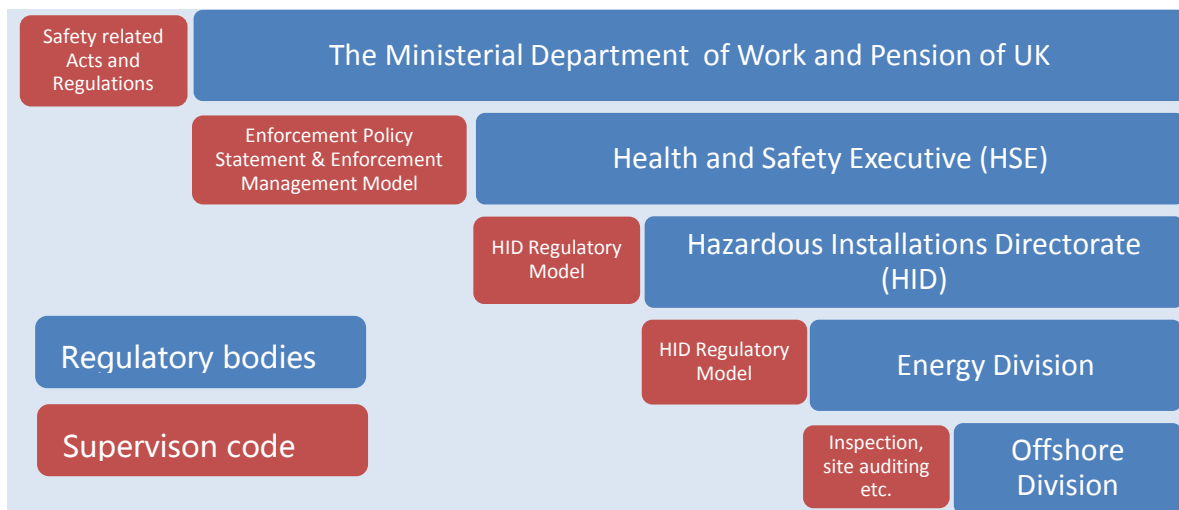 Safety related
Acts and
Regulations
The Ministerial Department of Work and Pension of UK
Enforcement Policy
Statement & Enforcement
Management Model
Health and Safety Executive (HSE)
HID Regulatory
Model
Hazardous Installations Directorate
(HID)
Regulatory bodies
HID Regulatory
Model
Energy Division
Supervison code
Inspection,
site auditing
etc.
Offshore
Division